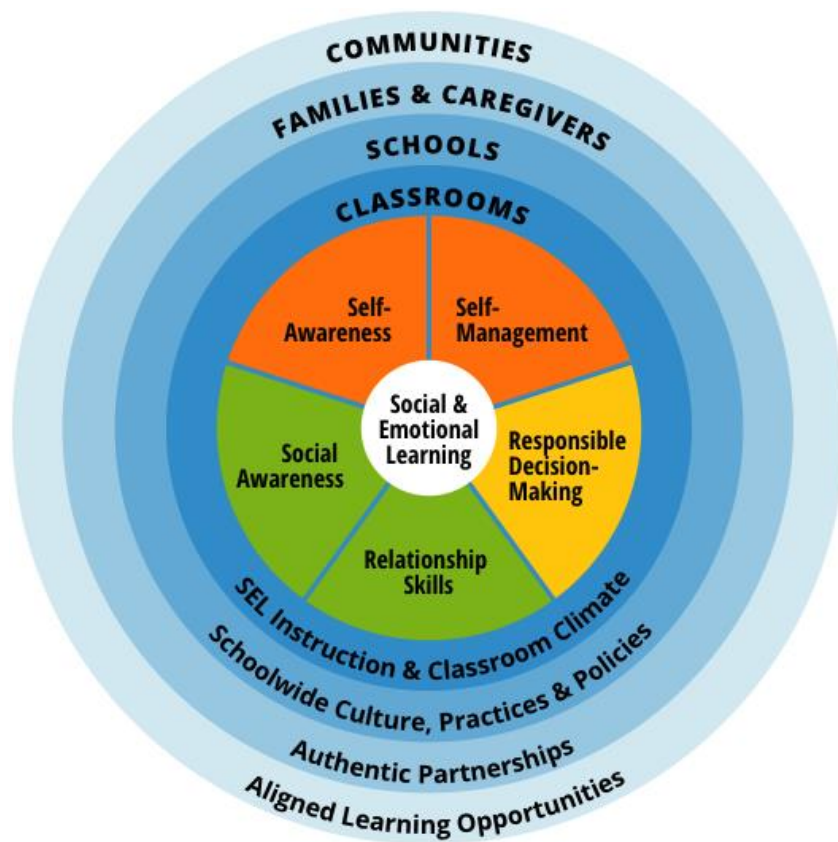 COMMUNITIES
FAMILIES & CAREGIVERS
SCHOOLS
CLASSROOMS
Self-
Awareness
Self-
Management
Social &
Emotional
Learning
Social
Awareness
Responsible
Decision-
Making
Relationship
Skills
SEL Instruction & Classroom Climate
Schoolwide Culture, Practices & Policies
Authentic Partnerships
Aligned Learning Opportunities